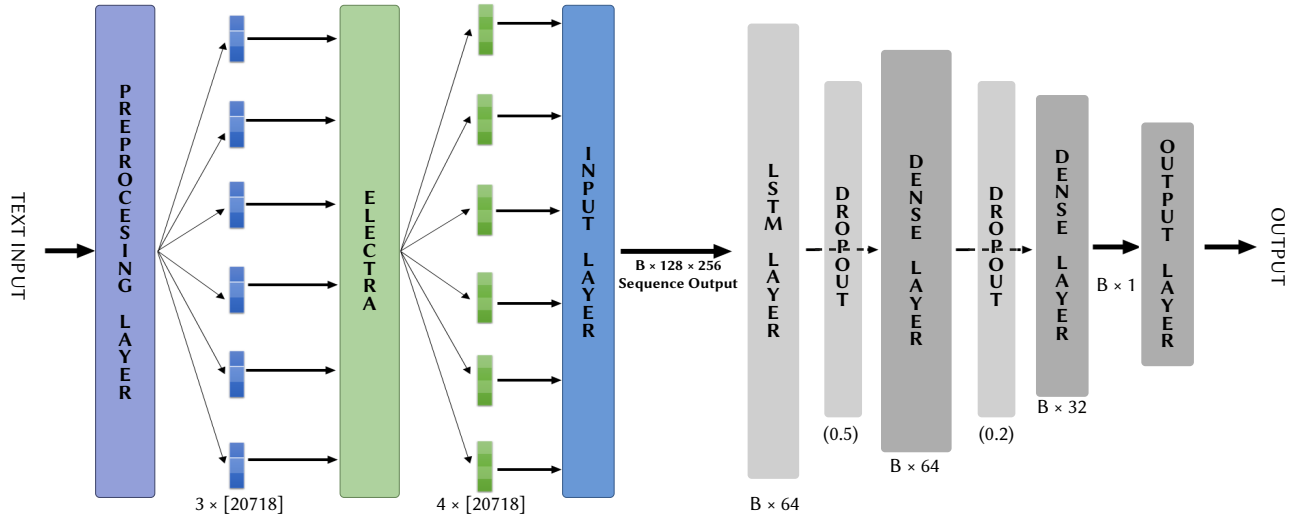 TEXT INPUT
PREPROCESING LAYER
3 × [20718]
ELECTRA
4 × [20718]
INPUT LAYER
B × 128 × 256
Sequence Output
LSTM LAYER
B × 64
DROPOUT
(0.5)
DENSE LAYER
B × 64
DROPOUT
(0.2)
DENSE LAYER
B × 32
B × 1
OUTPUT LAYER
OUTPUT